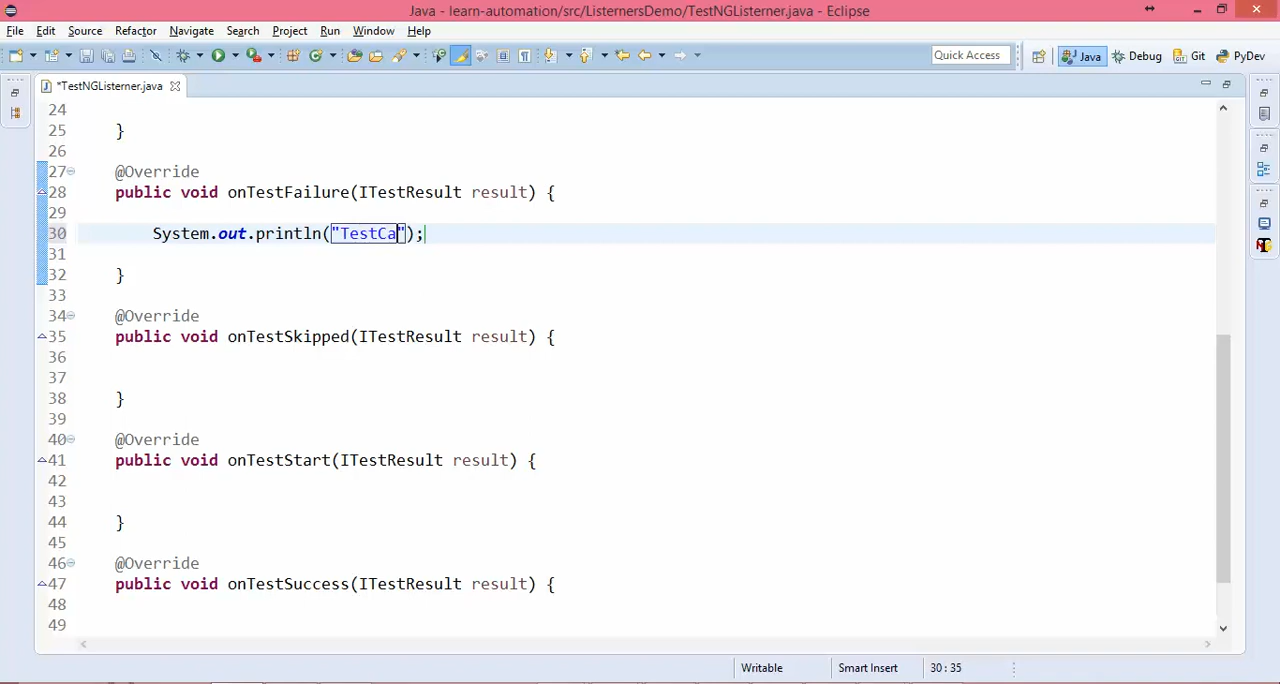 Java - learn-automation/src/ListernersDemo/TestNGListerner.java - Eclipse
File Edit Source Refactor Navigate Search Project Run Window Help
Quick Access Java Debug Git PyDev
*TestNGListerner.java
24
25 }
26
27 @Override
28 public void onTestFailure(ITestResult result) {
29
30 System.out.println("TestCa");
31
32 }
33
34 @Override
35 public void onTestSkipped(ITestResult result) {
36
37
38 }
39
40 @Override
41 public void onTestStart(ITestResult result) {
42
43
44 }
45
46 @Override
47 public void onTestSuccess(ITestResult result) {
48
49
Writable Smart Insert 30 : 35